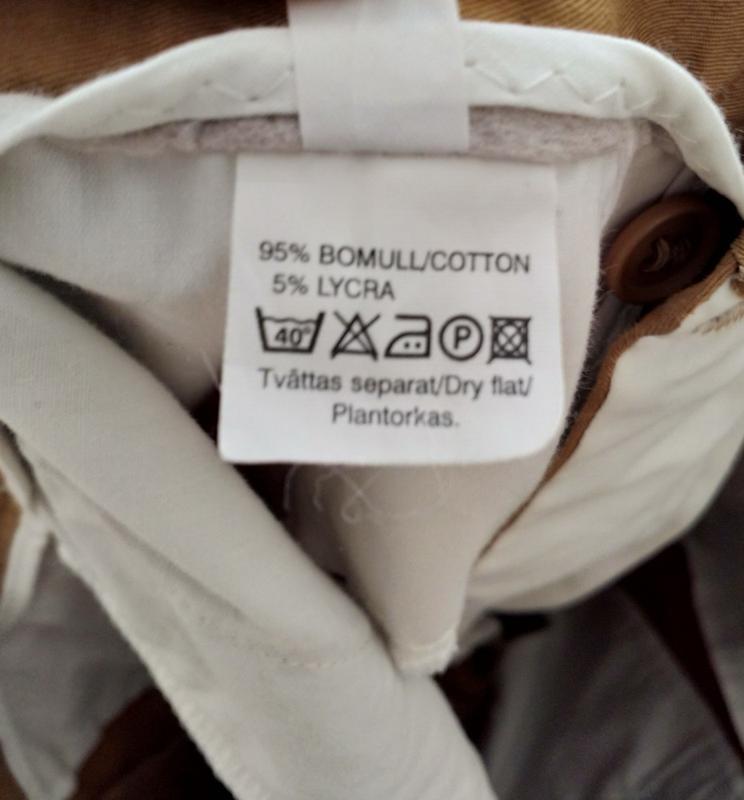 95% BOMULL/COTTON
5% LYCRA
40°
P
Tvättas separat/Dry flat/
Plantorkas.